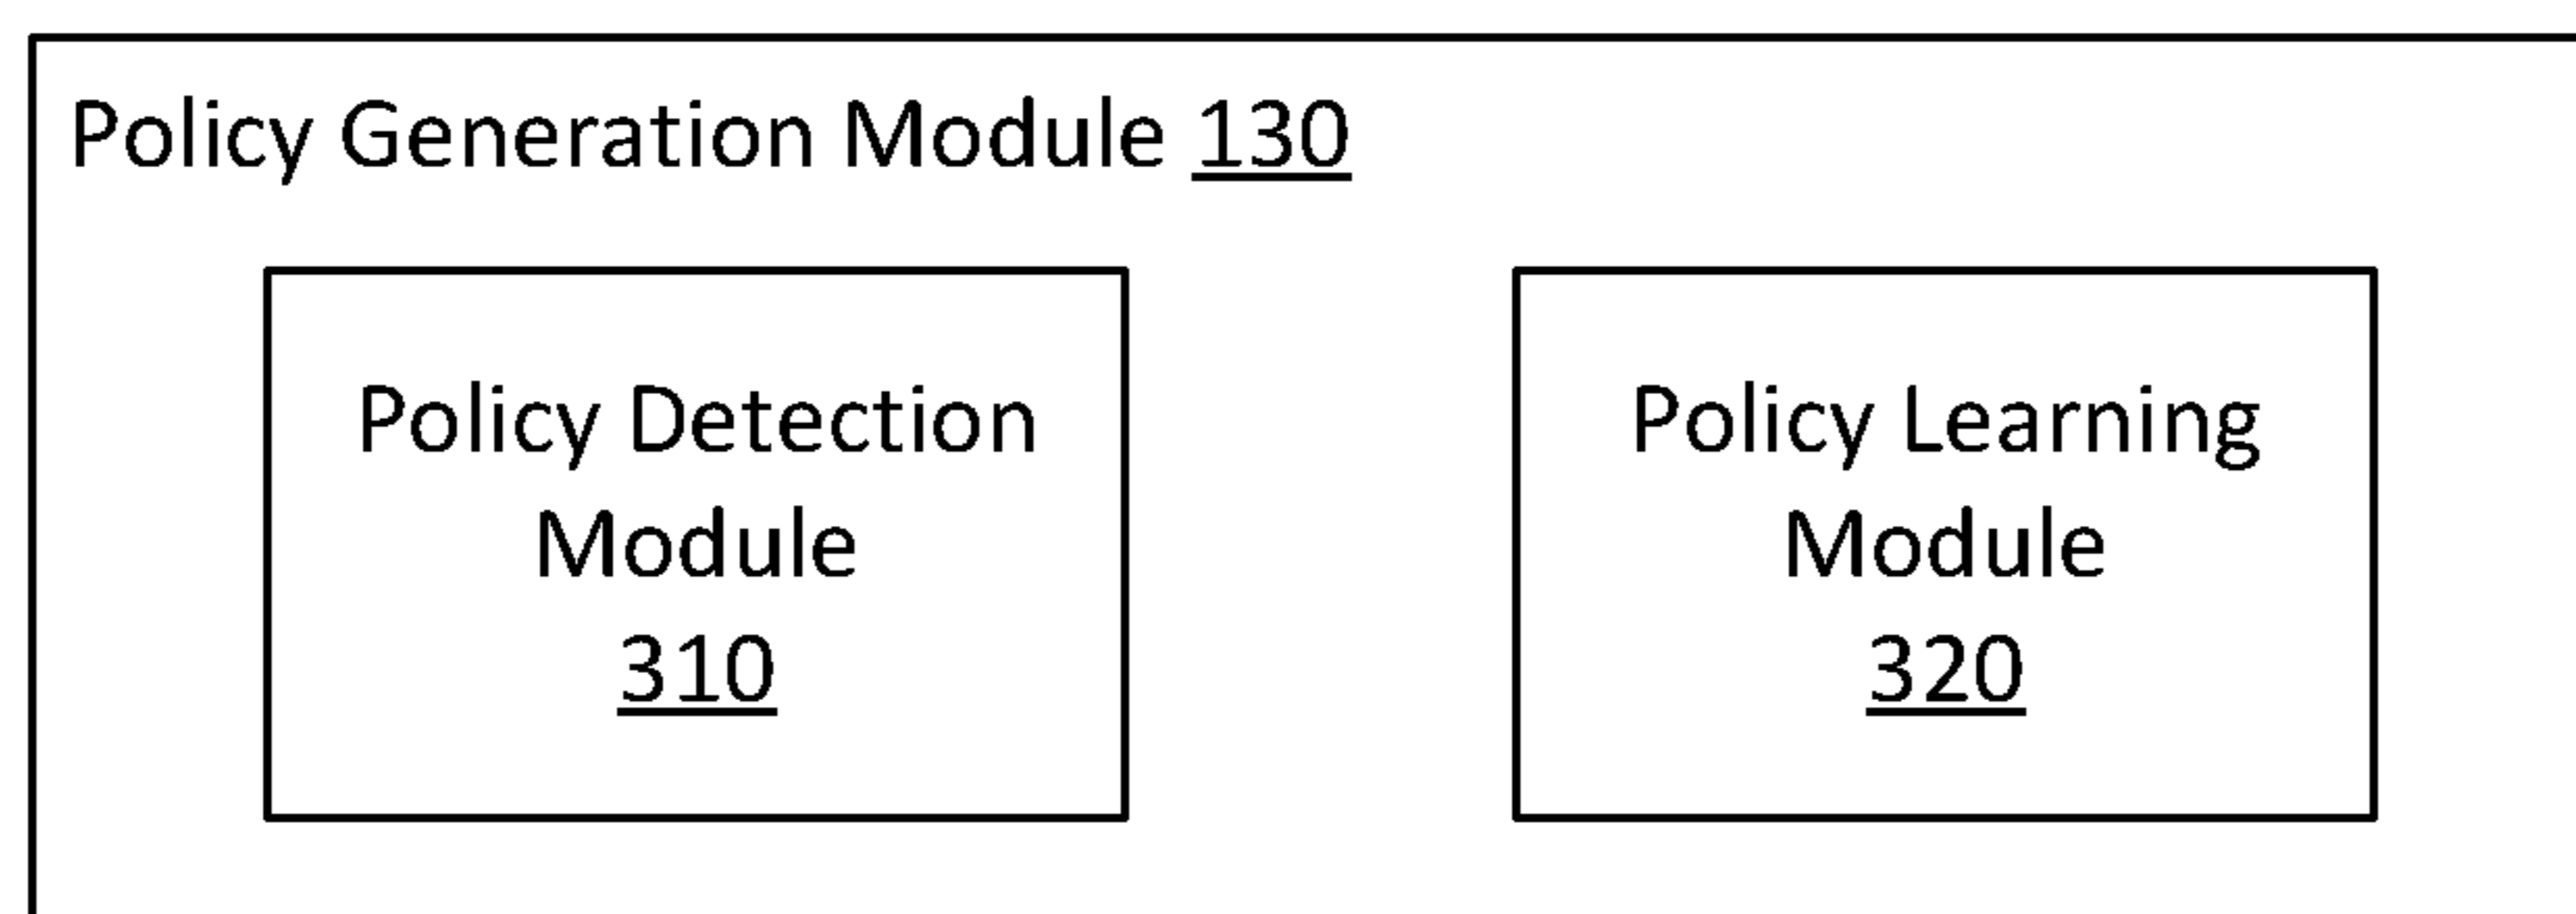 Policy Generation Module 130
Policy Detection
Module
310
Policy Learning
Module
320